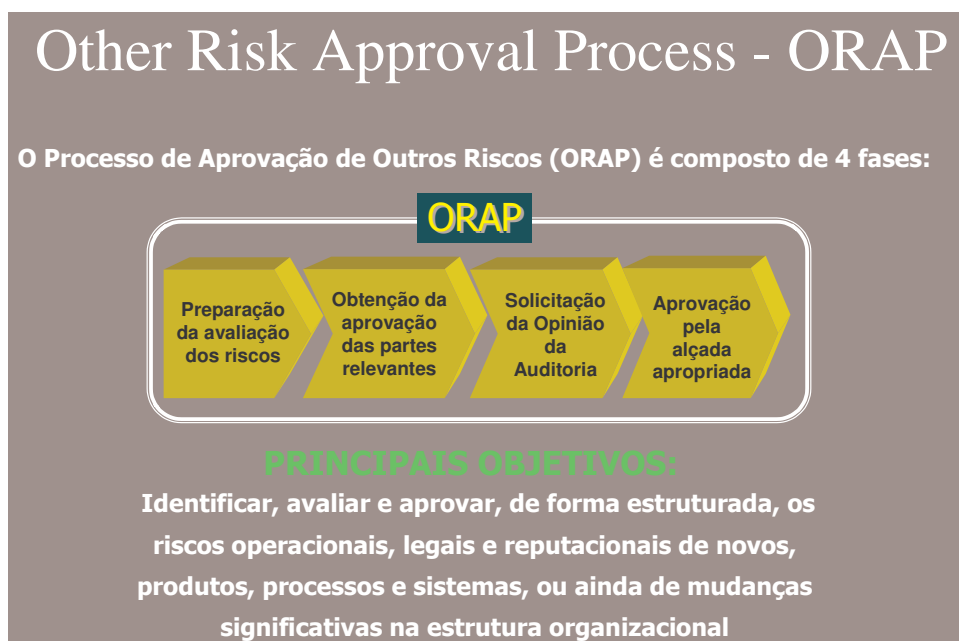 Other Risk Approval Process - ORAP
O Processo de Aprovação de Outros Riscos (ORAP) é composto de 4 fases:
ORAP
Preparação
da avaliação
dos riscos
Obtenção da
aprovação
das partes
relevantes
Solicitação
da Opinião
da
Auditoria
Aprovação
pela
alçada
apropriada
PRINCIPAIS OBJETIVOS:
Identificar, avaliar e aprovar, de forma estruturada, os
riscos operacionais, legais e reputacionais de novos,
produtos, processos e sistemas, ou ainda de mudanças
significativas na estrutura organizacional